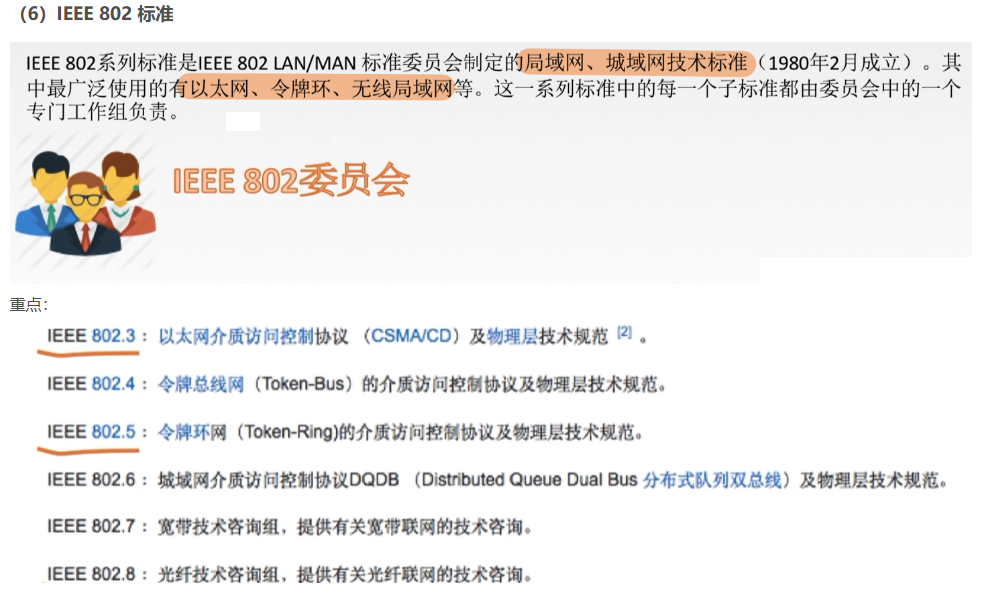 （6）IEEE 802 标准
IEEE 802系列标准是IEEE 802 LAN/MAN 标准委员会制定的局域网、城域网技术标准（1980年2月成立）。其
中最广泛使用的有以太网、令牌环、无线局域网等。这一系列标准中的每一个子标准都由委员会中的一个
专门工作组负责。
IEEE 802委员会
重点:
IEEE 802.3： 以太网介质访问控制协议 （CSMA/CD）及物理层技术规范 [2] 。
IEEE 802.4： 令牌总线网（Token-Bus）的介质访问控制协议及物理层技术规范。
IEEE 802.5： 令牌环网（Token-Ring)的介质访问控制协议及物理层技术规范。
IEEE 802.6： 城域网介质访问控制协议DQDB （Distributed Queue Dual Bus 分布式队列双总线）及物理层技术规范。
IEEE 802.7： 宽带技术咨询组，提供有关宽带联网的技术咨询。
IEEE 802.8： 光纤技术咨询组，提供有关光纤联网的技术咨询。